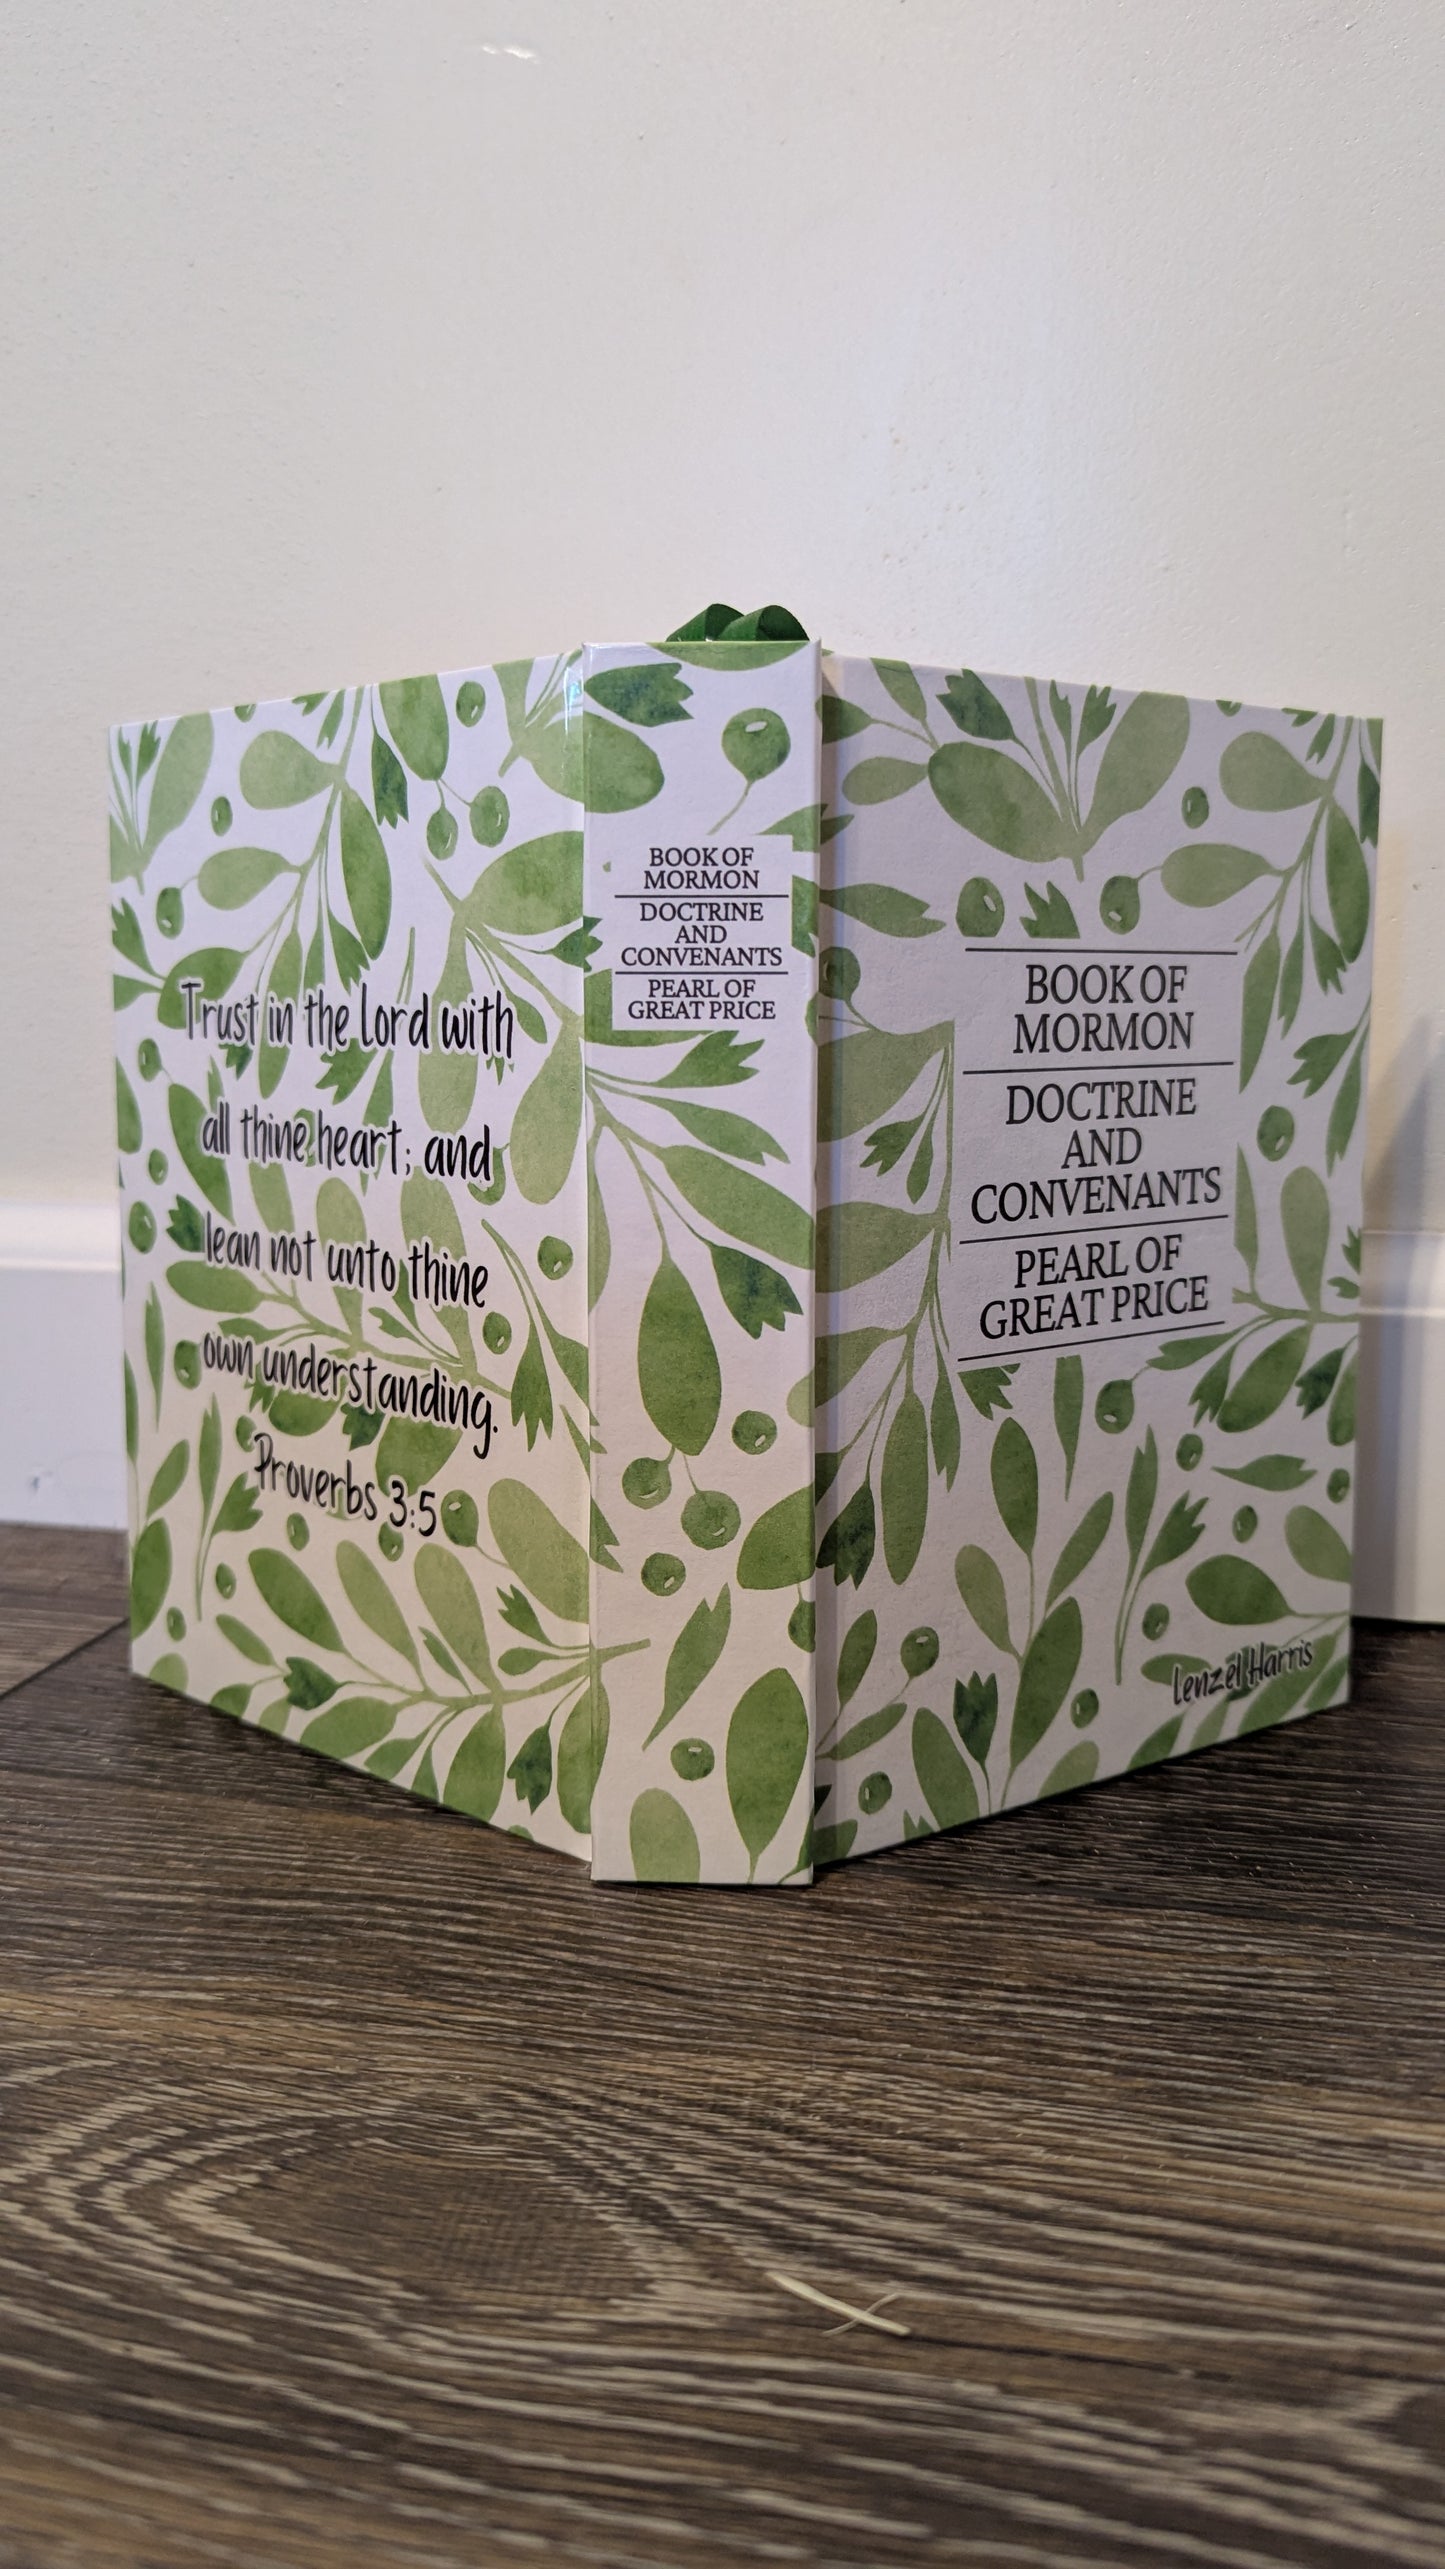 Trust in the Lord with
all thine heart; and
lean not unto thine
own understanding.
Proverbs 3:5
BOOK OF
MORMON
DOCTRINE
AND
CONVENANTS
PEARL OF
GREAT PRICE
BOOK OF
MORMON
DOCTRINE
AND
CONVENANTS
PEARL OF
GREAT PRICE
Lenzel Harris